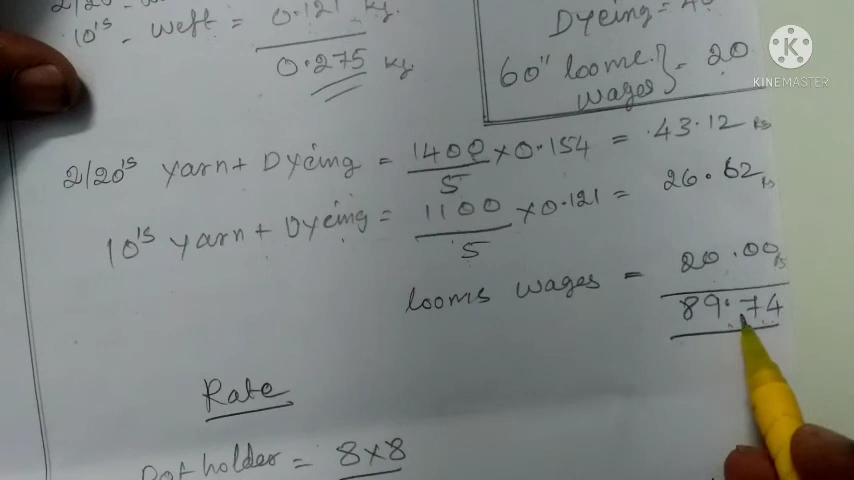 10's - weft = 0.121 Kg.
0.275 Kg
Dyeing =
60" loome wages = 20
KINEMASTER
2/20's Yarn + Dyeing = 1400/5 × 0.154 = 43.12 Rs
10's Yarn + Dyeing = 1100/5 × 0.121 = 26.62 Rs
looms wages = 20.00 Rs
89.74
Rate
Pot holder = 8×8